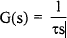 G(s) = 1/τs